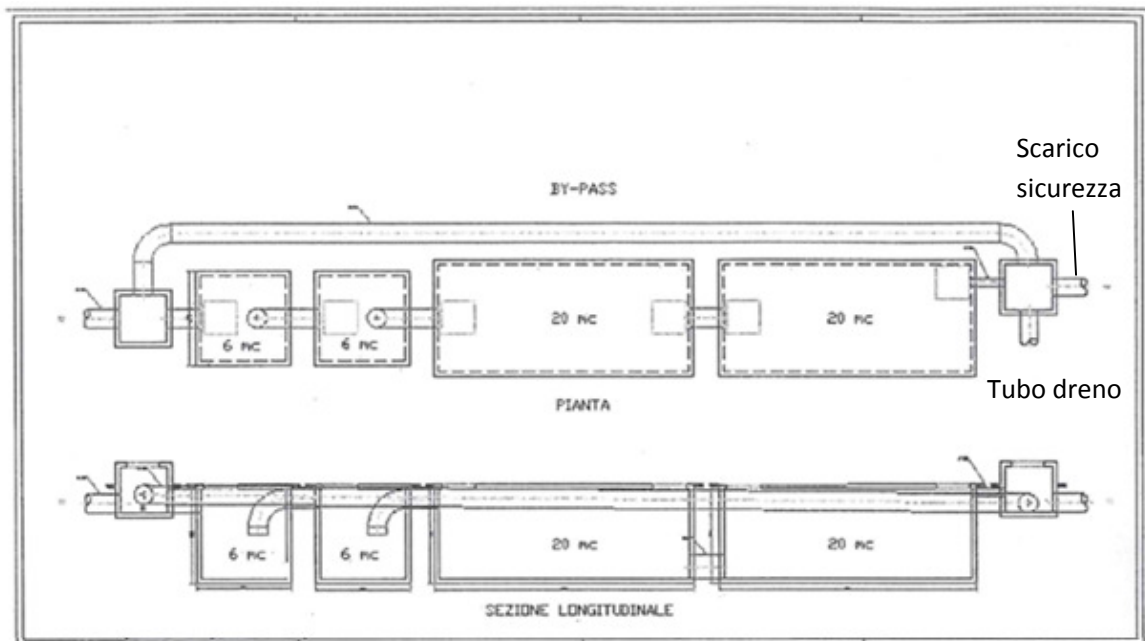 Scarico
sicurezza
BY-PASS
20 mc
20 mc
6 mc
6 mc
Tubo dreno
PIANTA
6 mc
6 mc
20 mc
20 mc
SEZIONE LONGITUDINALE